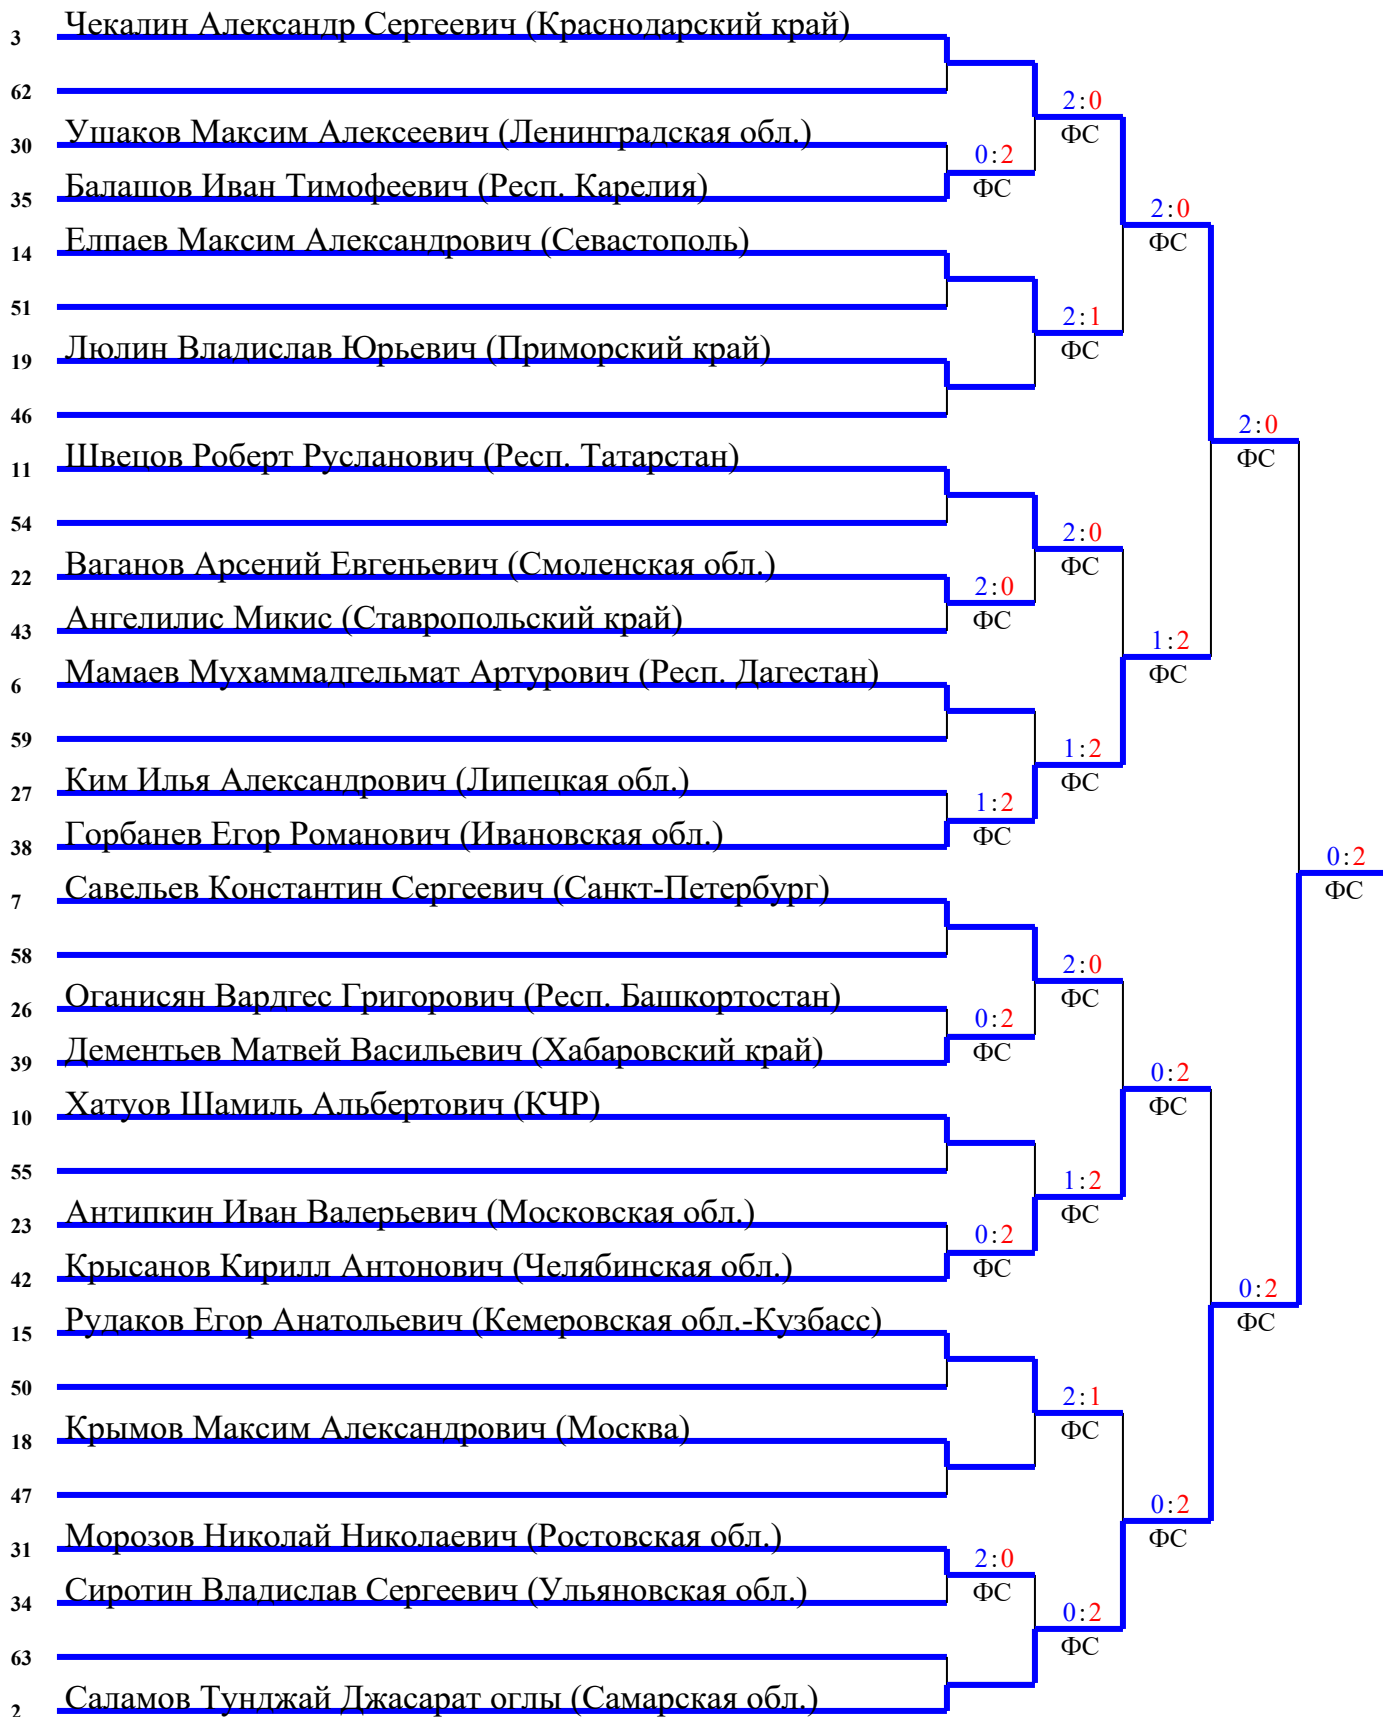 Чекалин Александр Сергеевич (Краснодарский край)
3
62
2:0
Ушаков Максим Алексеевич (Ленинградская обл.)
ФС
30
0:2
Балашов Иван Тимофеевич (Респ. Карелия)
ФС
35
2:0
Елпаев Максим Александрович (Севастополь)
ФС
14
51
2:1
Люлин Владислав Юрьевич (Приморский край)
ФС
19
46
2:0
Швецов Роберт Русланович (Респ. Татарстан)
ФС
11
54
2:0
Ваганов Арсений Евгеньевич (Смоленская обл.)
ФС
22
2:0
Ангелилис Микис (Ставропольский край)
ФС
43
1:2
Мамаев Мухаммадгельмат Артурович (Респ. Дагестан)
ФС
6
59
1:2
Ким Илья Александрович (Липецкая обл.)
ФС
27
1:2
Горбанев Егор Романович (Ивановская обл.)
ФС
38
0:2
Савельев Константин Сергеевич (Санкт-Петербург)
ФС
7
58
2:0
Оганисян Вардгес Григорович (Респ. Башкортостан)
ФС
26
0:2
Дементьев Матвей Васильевич (Хабаровский край)
ФС
39
0:2
Хатуов Шамиль Альбертович (КЧР)
ФС
10
55
1:2
Антипкин Иван Валерьевич (Московская обл.)
ФС
23
0:2
Крысанов Кирилл Антонович (Челябинская обл.)
ФС
42
0:2
Рудаков Егор Анатольевич (Кемеровская обл.-Кузбасс)
ФС
15
50
2:1
Крымов Максим Александрович (Москва)
ФС
18
47
0:2
Морозов Николай Николаевич (Ростовская обл.)
ФС
31
2:0
Сиротин Владислав Сергеевич (Ульяновская обл.)
ФС
34
0:2
ФС
63
Саламов Тунджай Джасарат оглы (Самарская обл.)
2